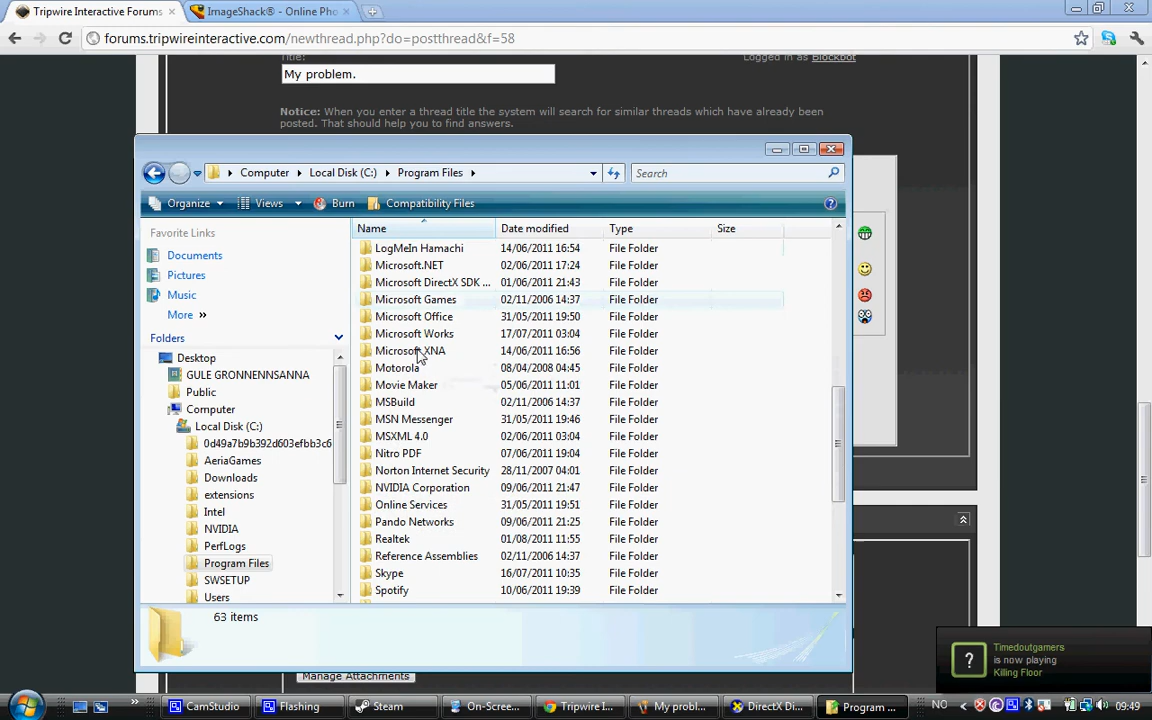 Tripwire Interactive Forums ×
ImageShack® - Online Pho ×
forums.tripwireinteractive.com/newthread.php?do=postthread&f=58
Title:
Logged in as Blockbot
My problem.
Notice: When you enter a thread title the system will search for similar threads which have already been
posted. That should help you to find answers.
Computer Local Disk (C:) Program Files
Search
Organize Views Burn Compatibility Files
Favorite Links
Documents
Pictures
Music
More »
Folders
Desktop
GULE GRONNENNSANNA
Public
Computer
Local Disk (C:)
0d49a7b9b392d603efbb3c6
AeriaGames
Downloads
extensions
Intel
NVIDIA
PerfLogs
Program Files
SWSETUP
Users
Name Date modified Type Size
LogMeIn Hamachi 14/06/2011 16:54 File Folder
Microsoft.NET 02/06/2011 17:24 File Folder
Microsoft DirectX SDK ... 01/06/2011 21:43 File Folder
Microsoft Games 02/11/2006 14:37 File Folder
Microsoft Office 31/05/2011 19:50 File Folder
Microsoft Works 17/07/2011 03:04 File Folder
Microsoft XNA 14/06/2011 16:56 File Folder
Motorola 08/04/2008 04:45 File Folder
Movie Maker 05/06/2011 11:01 File Folder
MSBuild 02/11/2006 14:37 File Folder
MSN Messenger 31/05/2011 19:46 File Folder
MSXML 4.0 02/06/2011 03:04 File Folder
Nitro PDF 07/06/2011 19:04 File Folder
Norton Internet Security 28/11/2007 04:01 File Folder
NVIDIA Corporation 09/06/2011 21:47 File Folder
Online Services 31/05/2011 19:51 File Folder
Pando Networks 09/06/2011 21:25 File Folder
Realtek 01/08/2011 11:55 File Folder
Reference Assemblies 02/11/2006 14:37 File Folder
Skype 16/07/2011 10:35 File Folder
Spotify 10/06/2011 19:39 File Folder
63 items
Manage Attachments
?
Timedoutgamers
is now playing
Killing Floor
» CamStudio Flashing Steam On-Scree... Tripwire I... My probl... DirectX Di... Program ... NO 09:49